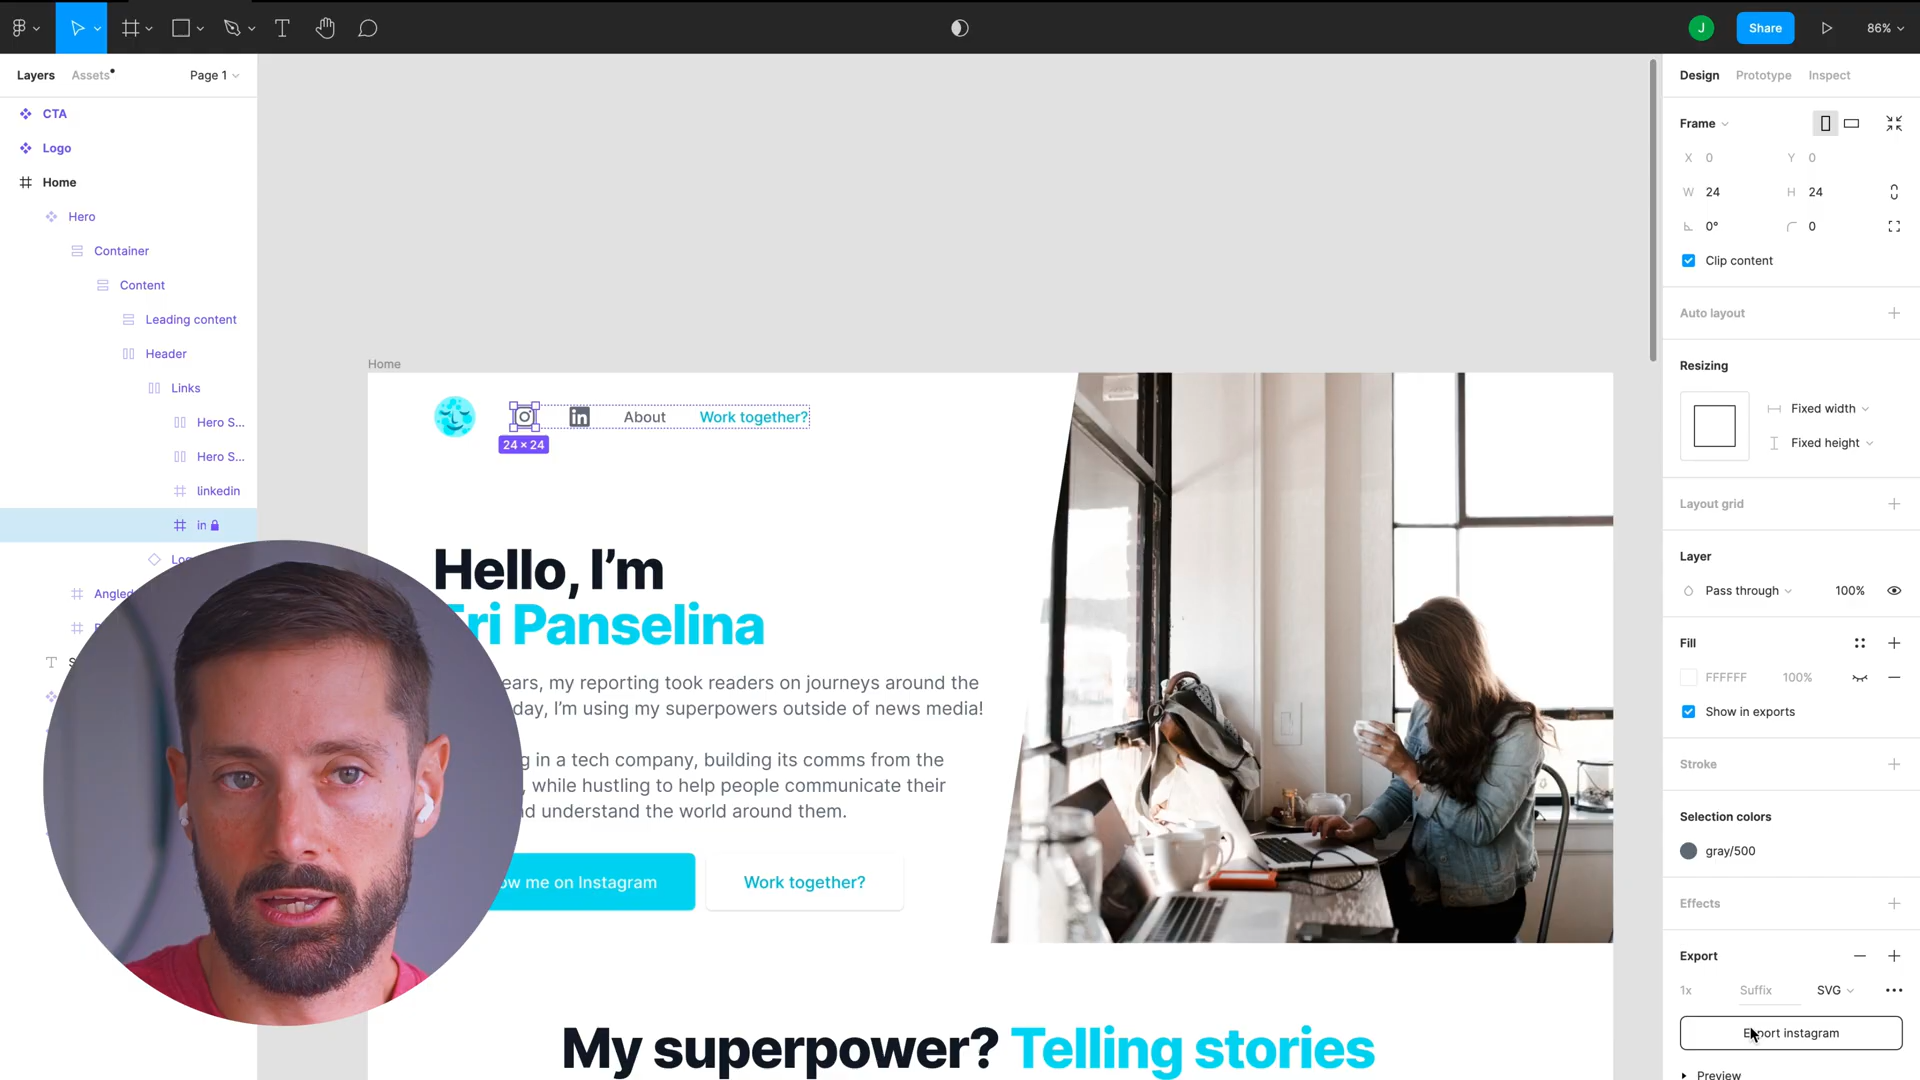 J
Share
86%
Layers
Assets
Page 1
Design
Prototype
Inspect
CTA
Logo
Home
Hero
Container
Content
Leading content
Header
Links
Hero S...
Hero S...
linkedin
in
Angled
Home
in
About
Work together?
24 × 24
Hello, I’m
ri Panselina
ears, my reporting took readers on journeys around the
day, I’m using my superpowers outside of news media!
g in a tech company, building its comms from the
, while hustling to help people communicate their
nd understand the world around them.
ow me on Instagram
Work together?
My superpower? Telling stories
Frame
X 0
Y 0
W 24
H 24
0°
0
Clip content
Auto layout
Resizing
Fixed width
Fixed height
Layout grid
Layer
Pass through
100%
Fill
FFFFFF
100%
Show in exports
Stroke
Selection colors
gray/500
Effects
Export
1x
Suffix
SVG
Export instagram
Preview